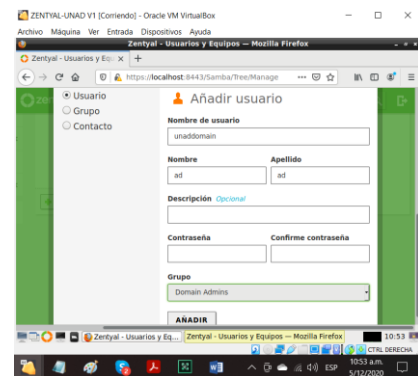 ZENTYAL-UNAD V1 [Corriendo] - Oracle VM VirtualBox
Archivo Máquina Ver Entrada Dispositivos Ayuda
Zentyal - Usuarios y Equipos — Mozilla Firefox
Zentyal - Usuarios y Equ
https://localhost:8443/Samba/Tree/Manage
zen
Usuario
Grupo
Contacto
Añadir usuario
Nombre de usuario
unaddomain
Nombre Apellido
ad ad
Descripción Opcional
Contraseña Confirme contraseña
Grupo
Domain Admins
AÑADIR
Zentyal - Usuarios y Eq... Zentyal - Usuarios y Equipos — Mozilla Firefox 10:53
CTRL DERECHA
ESP 10:53 a.m.
5/12/2020